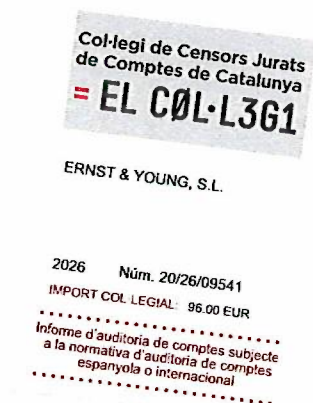 Col·legi de Censors Jurats
de Comptes de Catalunya
= EL CØL·L3G1
ERNST & YOUNG, S.L.
2026 Núm. 20/26/09541
IMPORT COL·LEGIAL: 96.00 EUR
Informe d'auditoria de comptes subjecte
a la normativa d'auditoria de comptes
espanyola o internacional